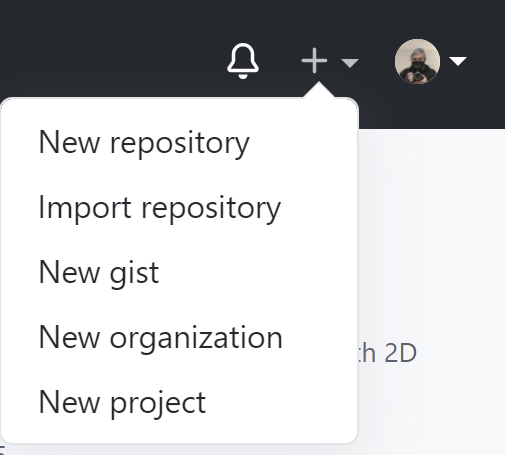 New repository
Import repository
New gist
New organization
th 2D
New project